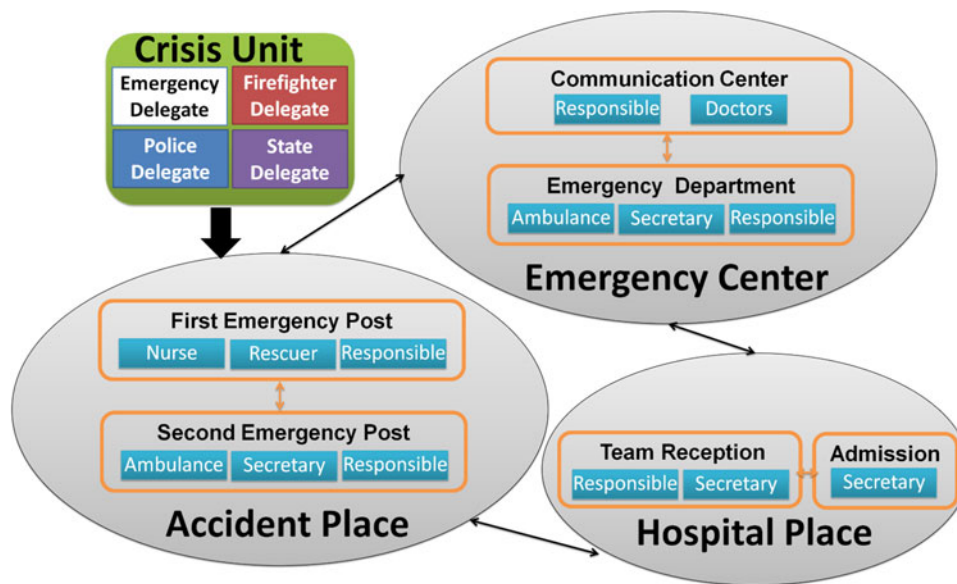 Crisis Unit
Emergency
Delegate
Firefighter
Delegate
Police
Delegate
State
Delegate
Communication Center
Responsible
Doctors
Emergency Department
Ambulance
Secretary
Responsible
Emergency Center
First Emergency Post
Nurse
Rescuer
Responsible
Second Emergency Post
Ambulance
Secretary
Responsible
Accident Place
Team Reception
Responsible
Secretary
Admission
Secretary
Hospital Place